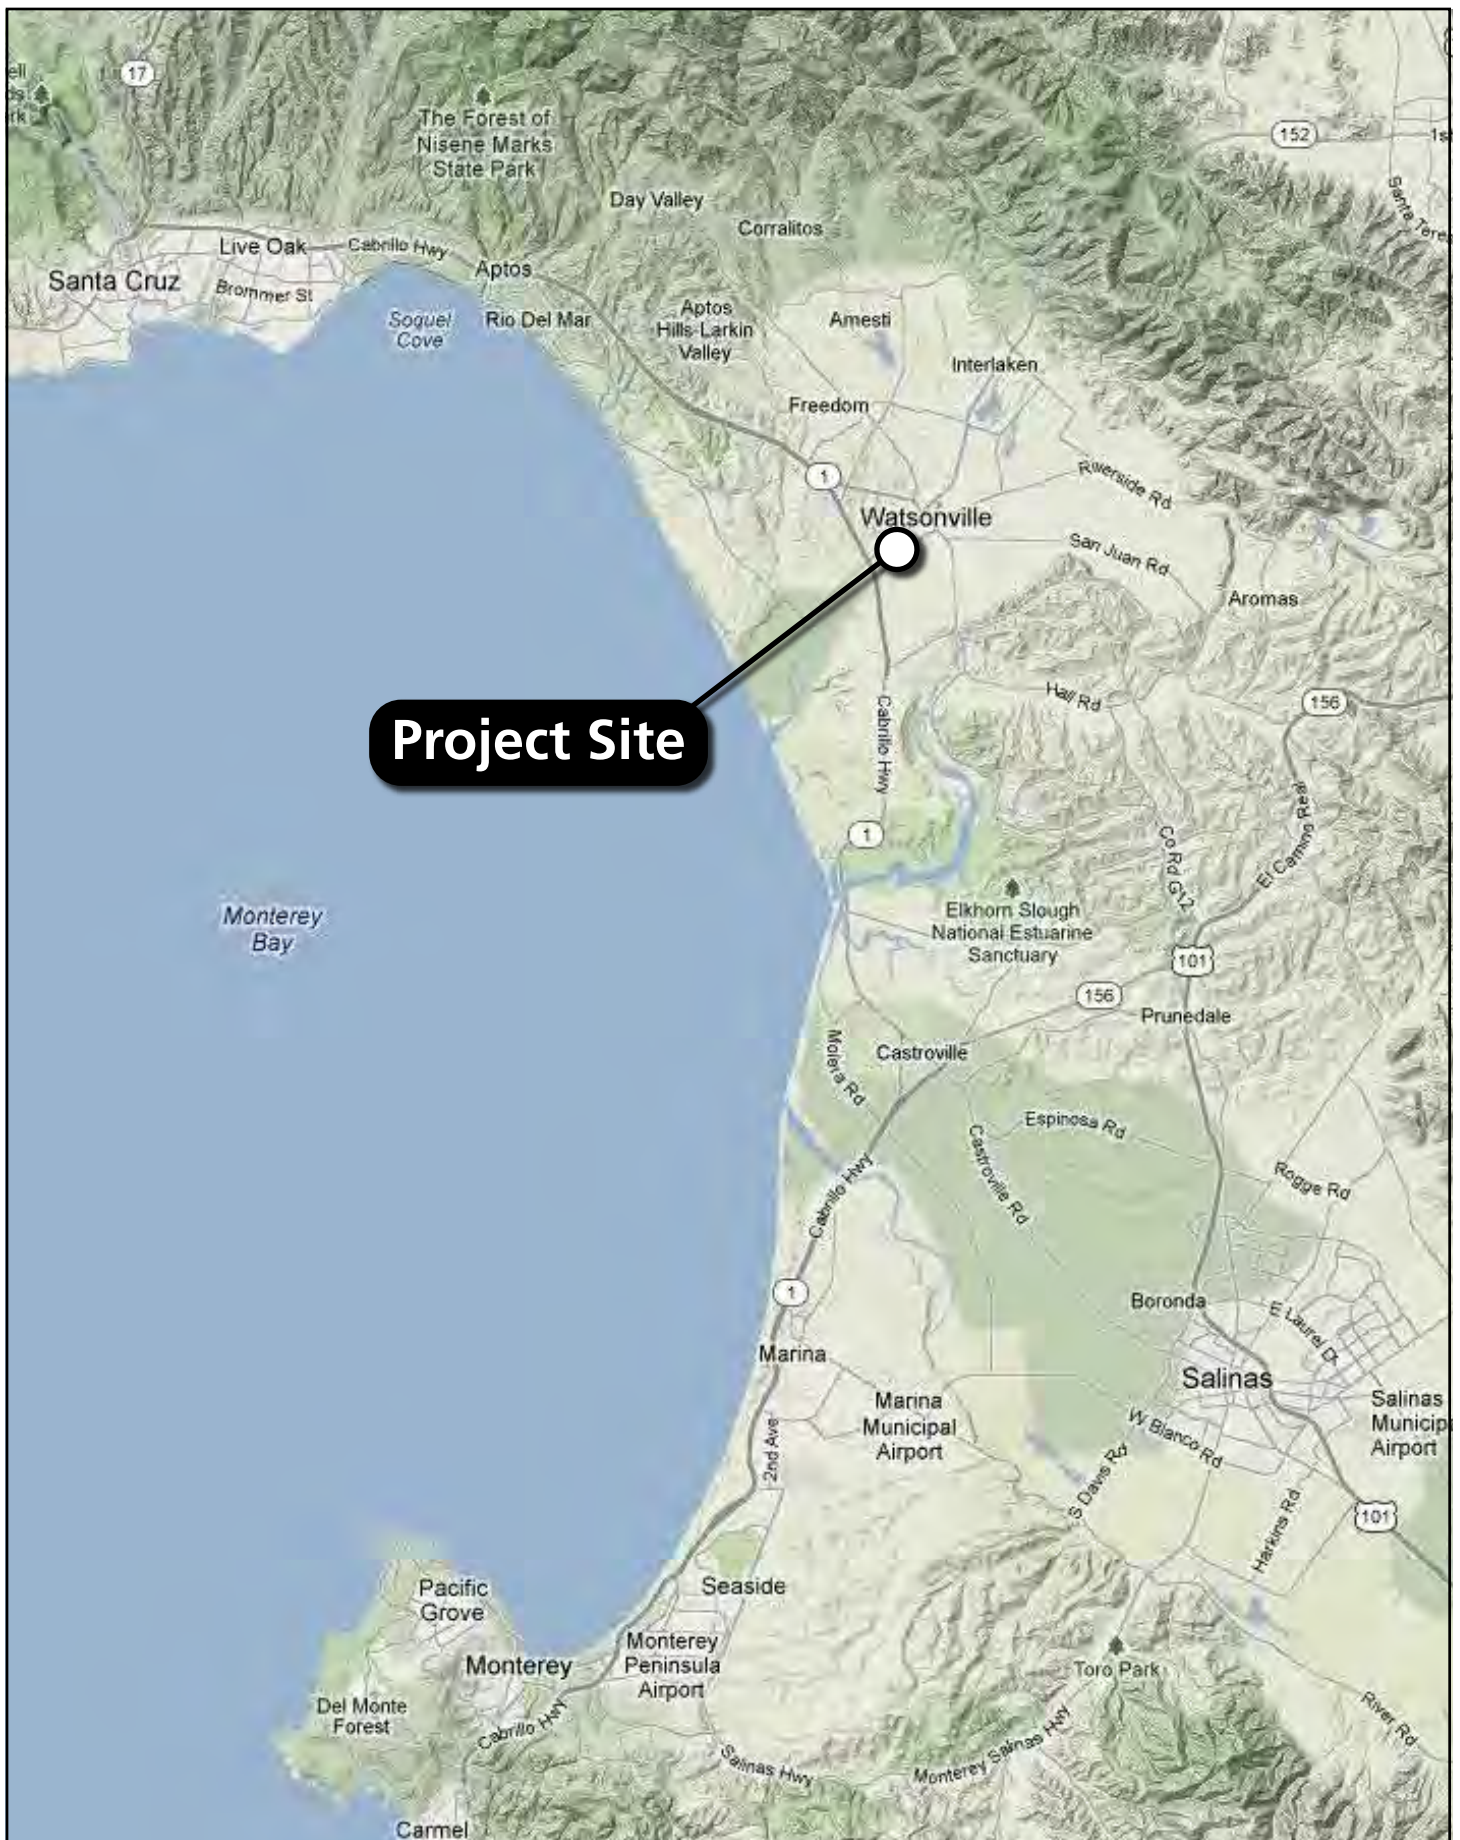 17
The Forest of
Nisene Marks
State Park
152
Day Valley
Corralitos
Live Oak
Cabrillo Hwy
Santa Cruz
Brommer St
Aptos
Soquel
Cove
Rio Del Mar
Aptos
Hills-Larkin
Valley
Amesti
Interlaken
Freedom
1
Riverside Rd
Watsonville
San Juan Rd
Aromas
Hall Rd
156
Project Site
Cabrillo Hwy
1
El Camino Real
Co Rd G12
Monterey
Bay
Elkhorn Slough
National Estuarine
Sanctuary
101
156
Prunedale
Castroville
Molera Rd
Espinosa Rd
Castroville Rd
Rogge Rd
Cabrillo Hwy
1
Boronda
E Laurel Dr
Marina
Salinas
Marina
Municipal
Airport
Salinas
Municip
Airport
2nd Ave
W Blanco Rd
S Davis Rd
Harkins Rd
101
Pacific
Grove
Seaside
Monterey
Monterey
Peninsula
Airport
Toro Park
Del Monte
Forest
Cabrillo Hwy
River Rd
Salinas Hwy
Monterey Salinas Hwy
Carmel